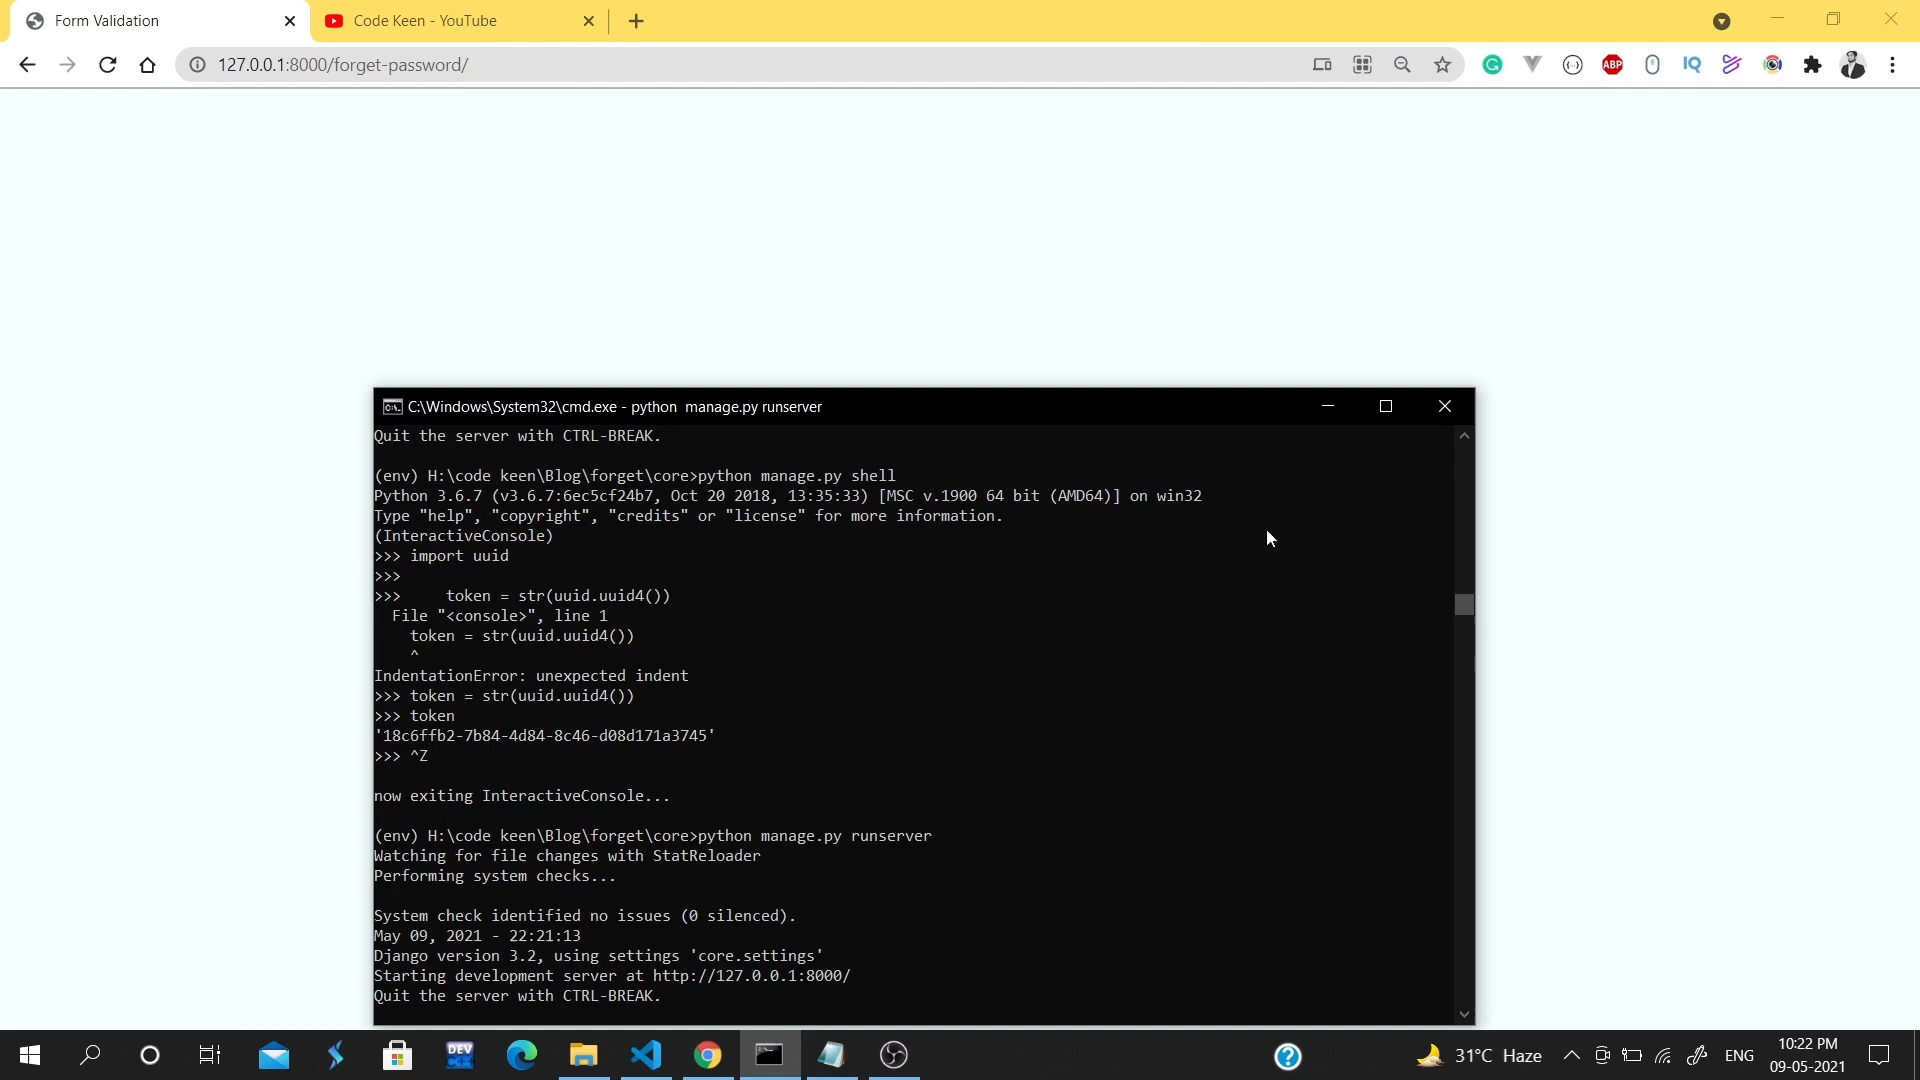 Form Validation
Code Keen - YouTube
127.0.0.1:8000/forget-password/
ABP
IQ
C:\Windows\System32\cmd.exe - python  manage.py runserver
Quit the server with CTRL-BREAK.
(env) H:\code keen\Blog\forget\core>python manage.py shell
Python 3.6.7 (v3.6.7:6ec5cf24b7, Oct 20 2018, 13:35:33) [MSC v.1900 64 bit (AMD64)] on win32
Type "help", "copyright", "credits" or "license" for more information.
(InteractiveConsole)
>>> import uuid
>>>
>>>     token = str(uuid.uuid4())
  File "<console>", line 1
    token = str(uuid.uuid4())
    ^
IndentationError: unexpected indent
>>> token = str(uuid.uuid4())
>>> token
'18c6ffb2-7b84-4d84-8c46-d08d171a3745'
>>> ^Z
now exiting InteractiveConsole...
(env) H:\code keen\Blog\forget\core>python manage.py runserver
Watching for file changes with StatReloader
Performing system checks...
System check identified no issues (0 silenced).
May 09, 2021 - 22:21:13
Django version 3.2, using settings 'core.settings'
Starting development server at http://127.0.0.1:8000/
Quit the server with CTRL-BREAK.
DEV
C++
31°C Haze
ENG
10:22 PM
09-05-2021